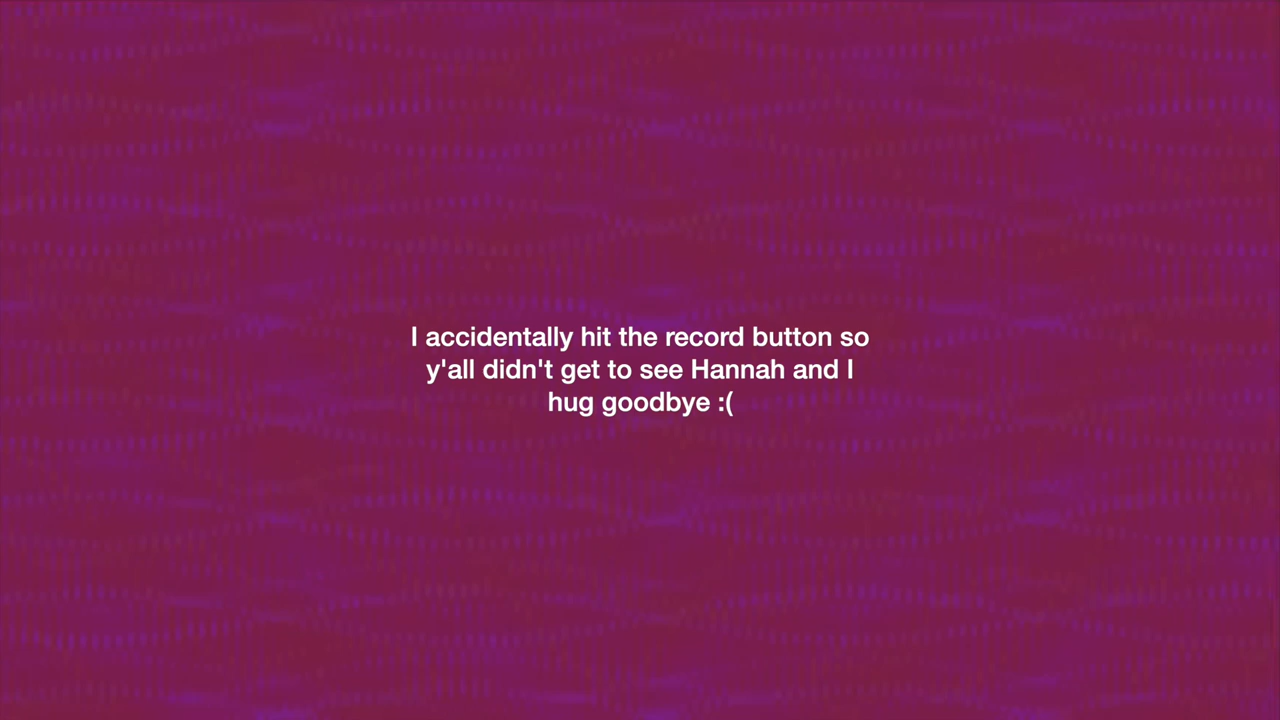 I accidentally hit the record button so
y'all didn't get to see Hannah and I
hug goodbye :(